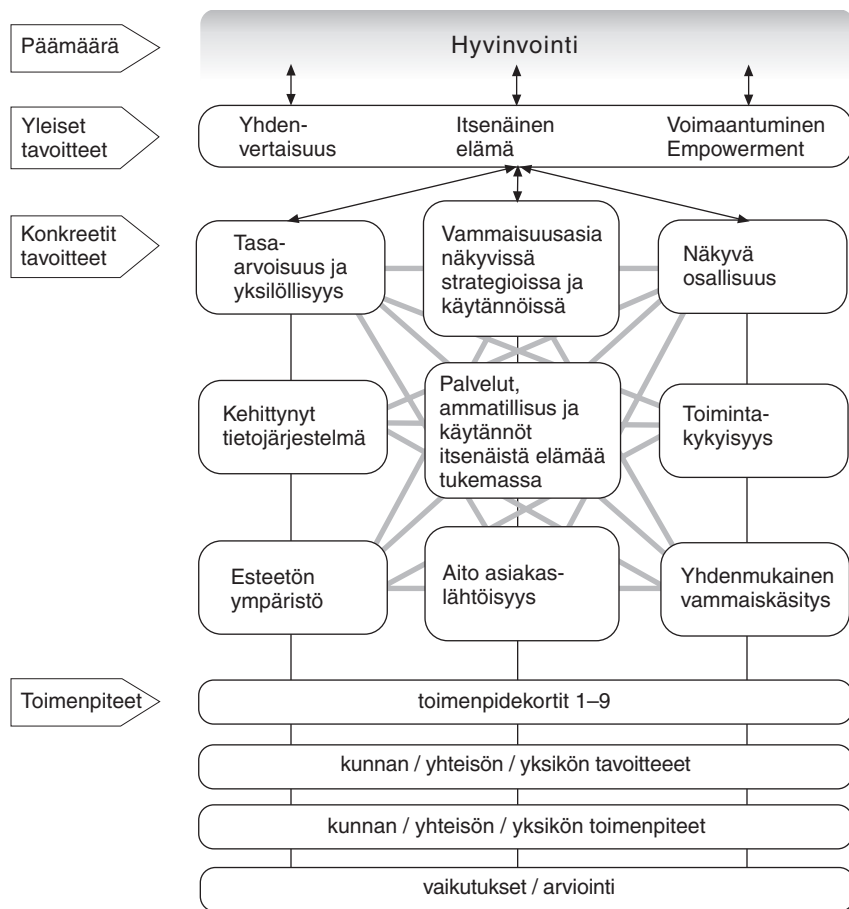 Päämäärä
Hyvinvointi
Yleiset
tavoitteet
Yhden-
vertaisuus
Itsenäinen
elämä
Voimaantuminen
Empowerment
Konkreetit
tavoitteet
Tasa-
arvoisuus ja
yksilöllisyys
Vammaisuusasia
näkyvissä
strategioissa ja
käytännöissä
Näkyvä
osallisuus
Kehittynyt
tietojärjestelmä
Palvelut,
ammatillisus ja
käytännöt
itsenäistä elämää
tukemassa
Toiminta-
kykyisyys
Esteetön
ympäristö
Aito asiakas-
lähtöisyys
Yhdenmukainen
vammaiskäsitys
Toimenpiteet
toimenpidekortit 1–9
kunnan / yhteisön / yksikön tavoitteeet
kunnan / yhteisön / yksikön toimenpiteet
vaikutukset / arviointi